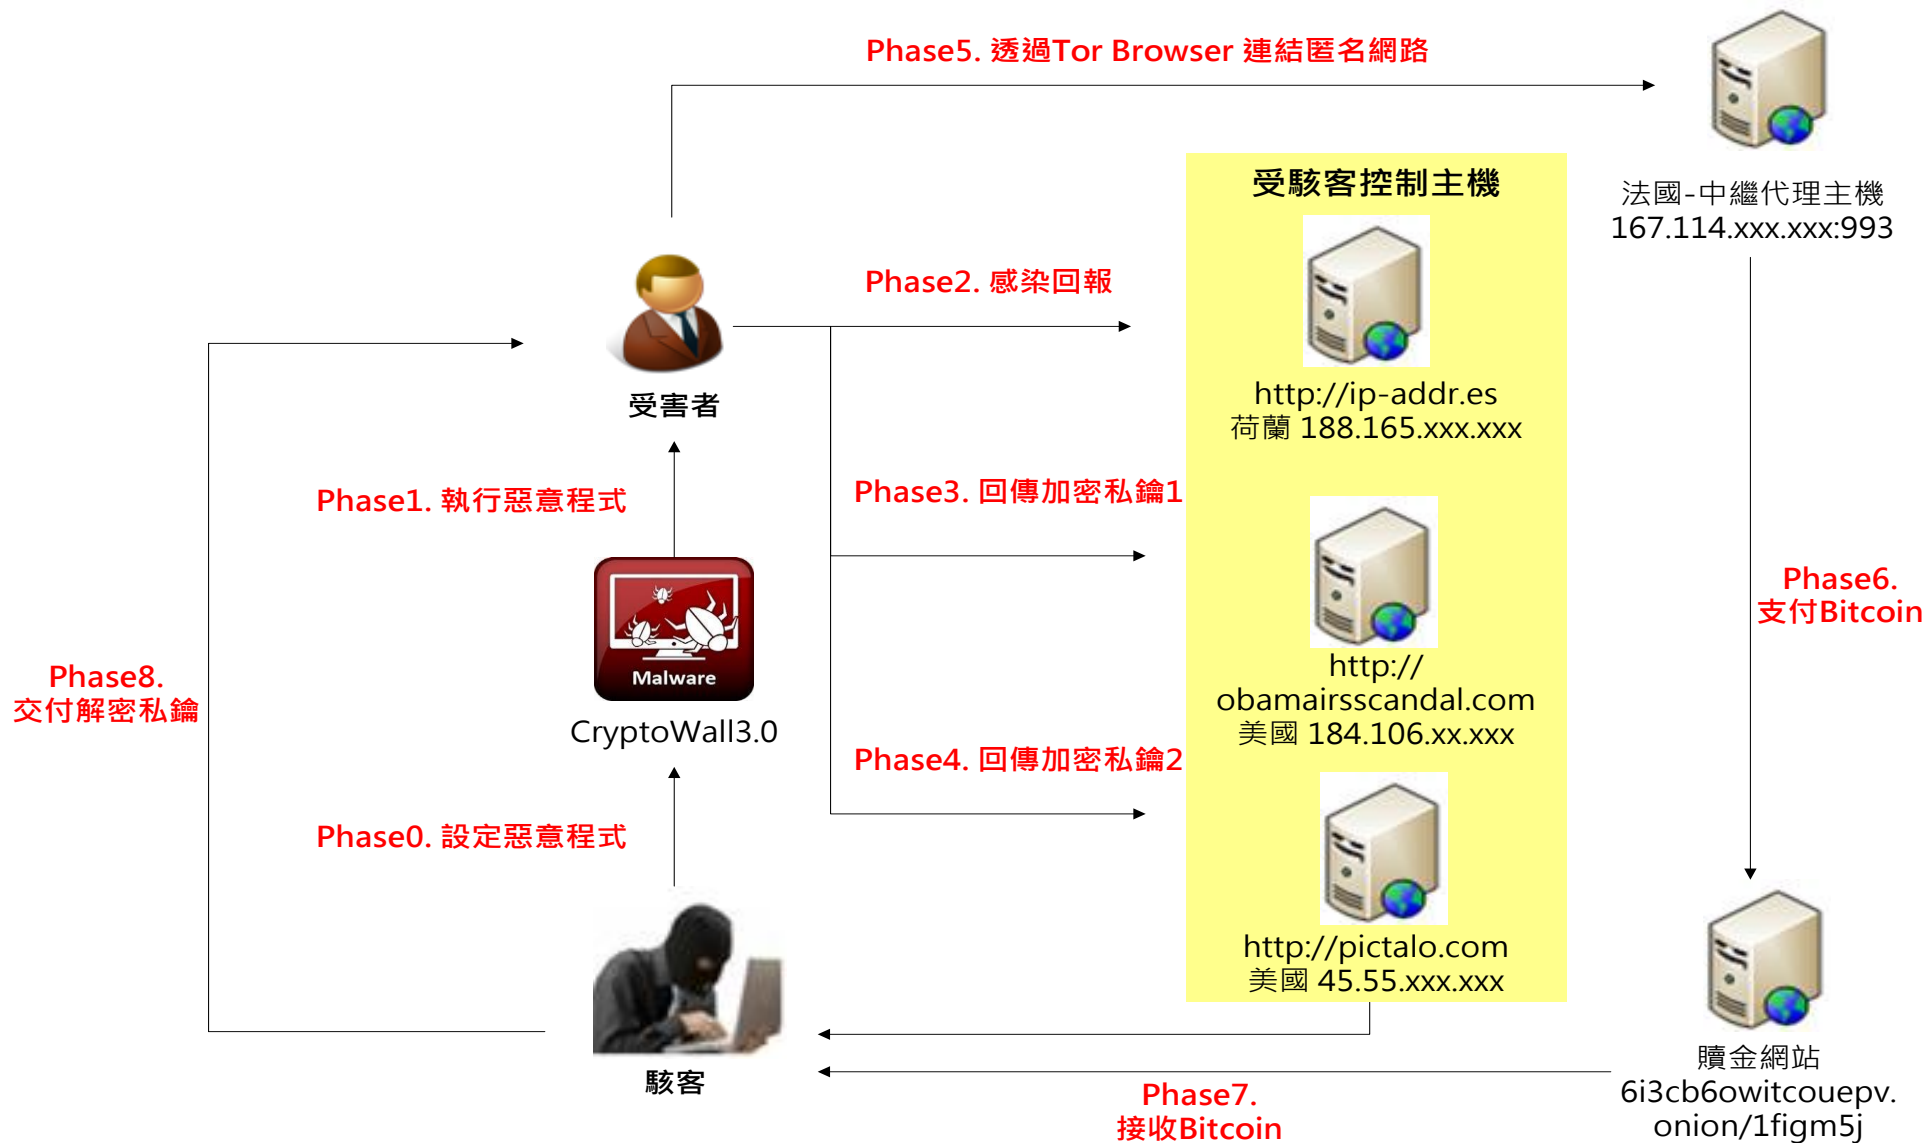 Phase5. 透過Tor Browser 連結匿名網路
法國-中繼代理主機
167.114.xxx.xxx:993
受駭客控制主機
Phase2. 感染回報
http://ip-addr.es
荷蘭 188.165.xxx.xxx
受害者
Phase1. 執行惡意程式
Phase3. 回傳加密私鑰1
http://
obamairsscandal.com
美國 184.106.xx.xxx
Phase6.
支付Bitcoin
Malware
CryptoWall3.0
Phase8.
交付解密私鑰
Phase4. 回傳加密私鑰2
Phase0. 設定惡意程式
http://pictalo.com
美國 45.55.xxx.xxx
駭客
Phase7.
接收Bitcoin
贖金網站
6i3cb6owitcouepv.
onion/1figm5j